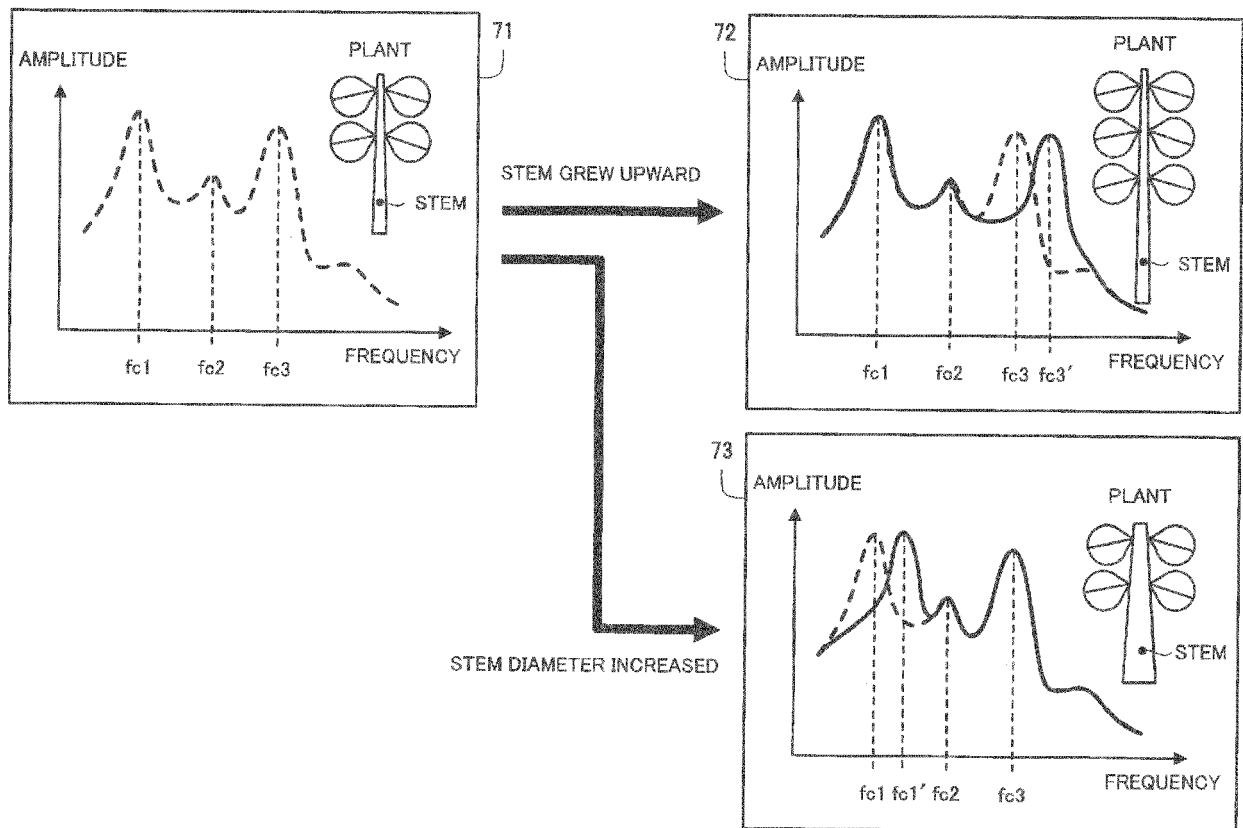 71
PLANT
AMPLITUDE
STEM
FREQUENCY
fc1 fc2 fc3
STEM GREW UPWARD
72
PLANT
AMPLITUDE
STEM
FREQUENCY
fc1 fc2 fc3 fc3′
STEM DIAMETER INCREASED
73
AMPLITUDE
PLANT
STEM
FREQUENCY
fc1 fc1′ fc2 fc3